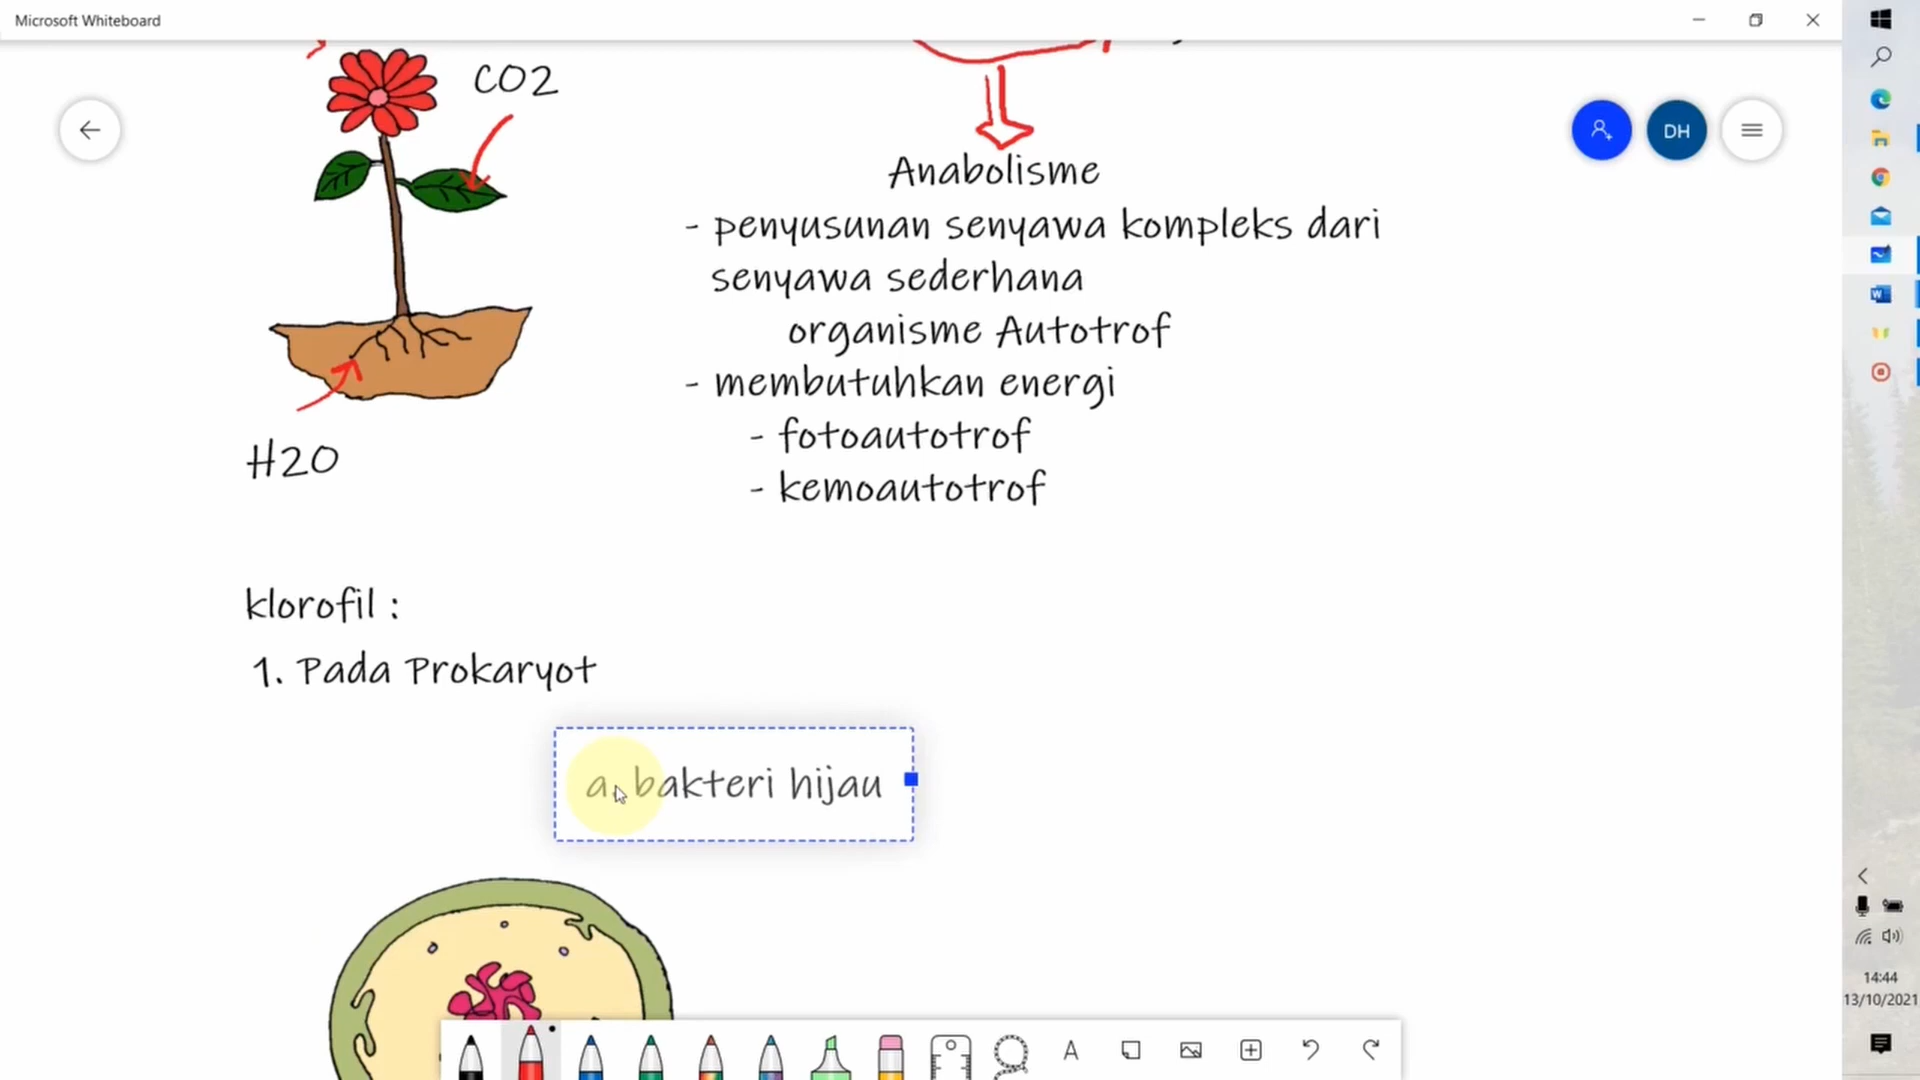 Microsoft Whiteboard
CO2
DH
Anabolisme
- penyusunan senyawa kompleks dari
senyawa sederhana
organisme Autotrof
- membutuhkan energi
- fotoautotrof
- kemoautotrof
H2O
klorofil :
1. Pada Prokaryot
a. bakteri hijau
A
14:44
13/10/2021